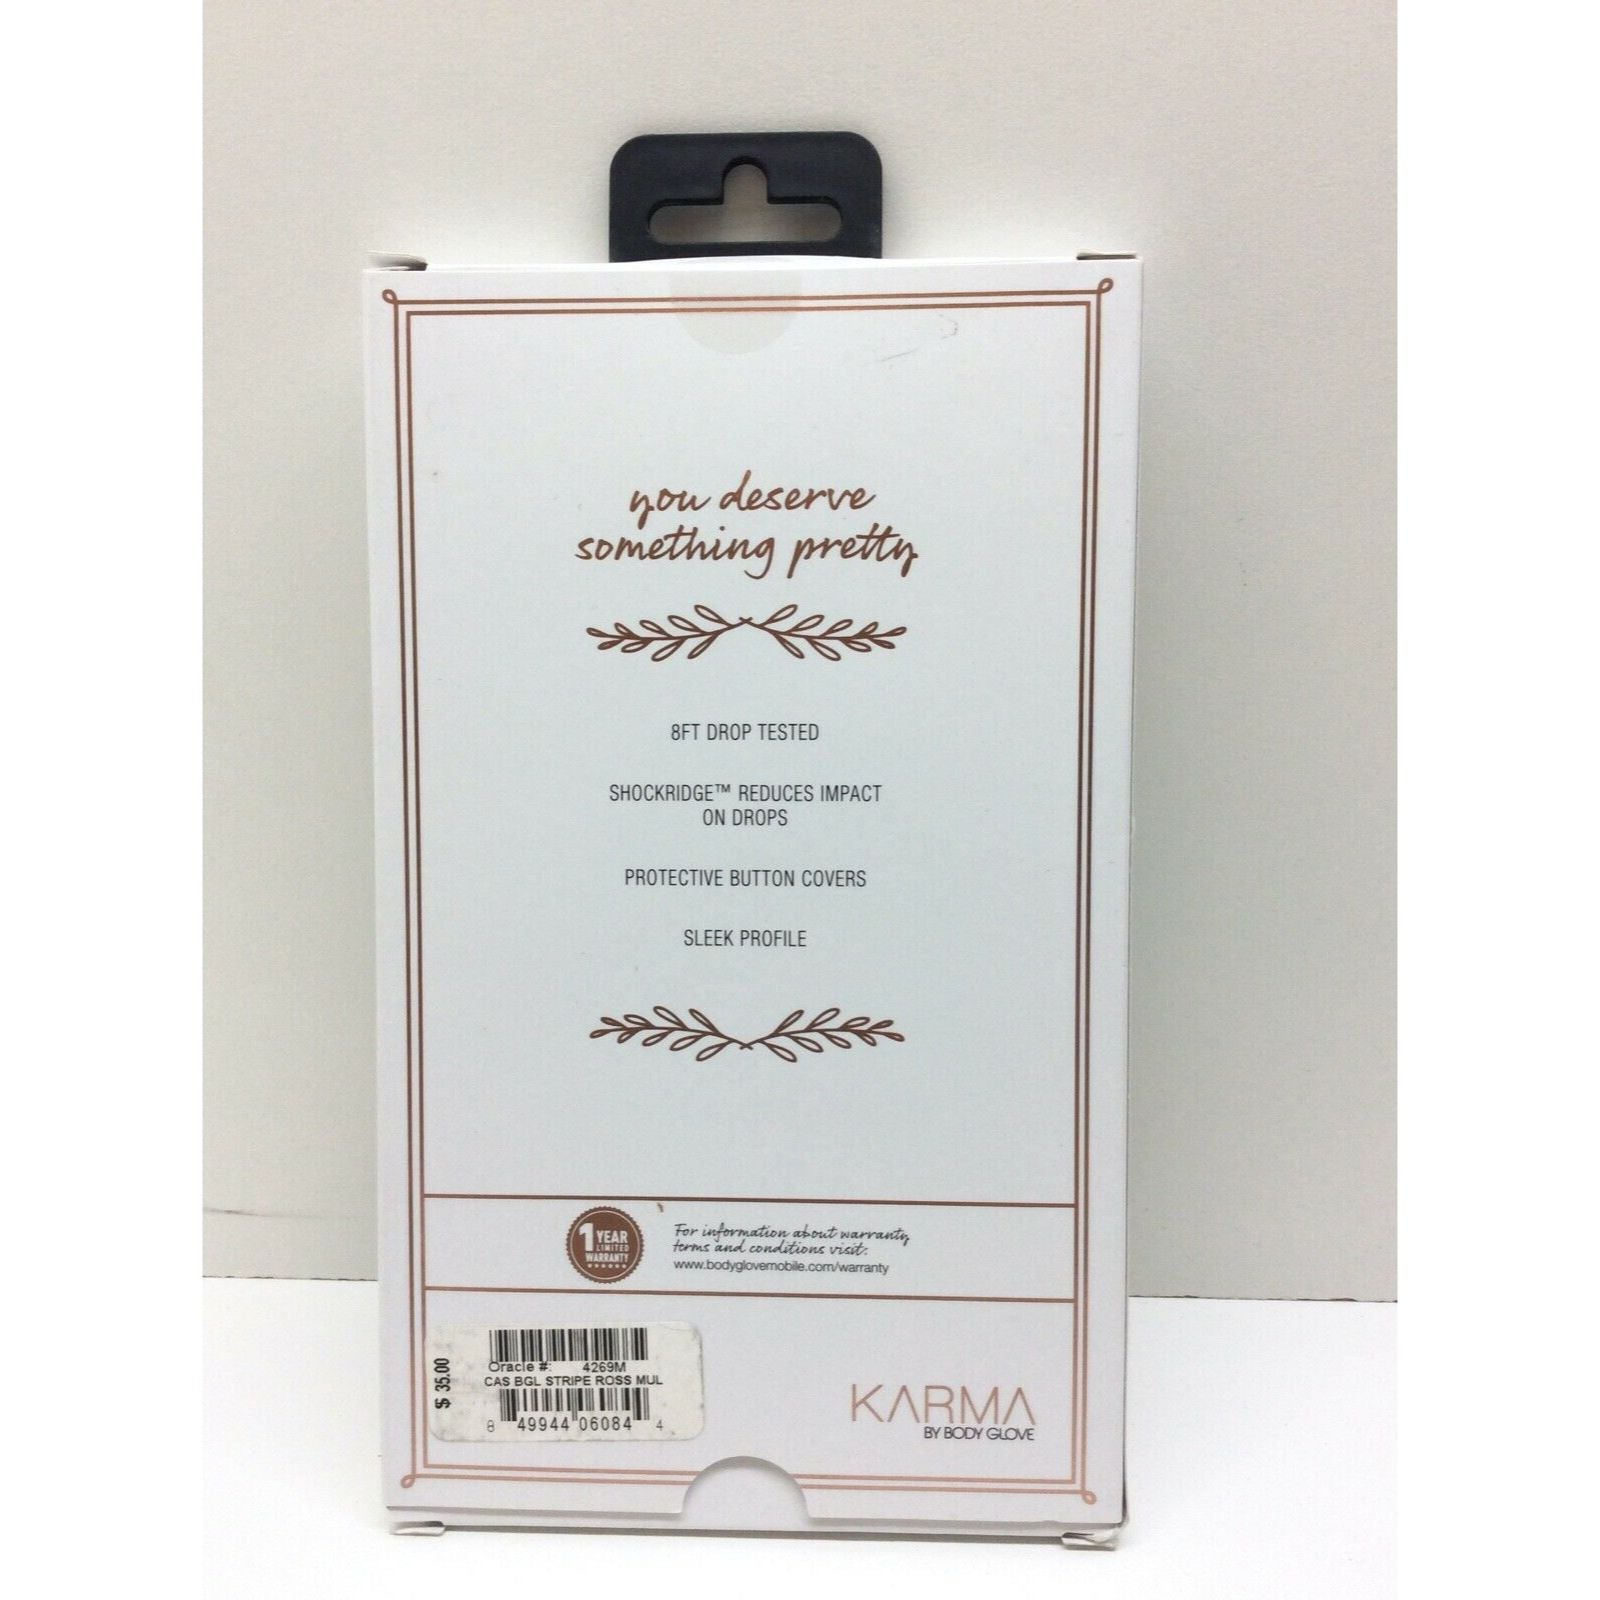 you deserve
something pretty
8FT DROP TESTED
SHOCKRIDGE™ REDUCES IMPACT
ON DROPS
PROTECTIVE BUTTON COVERS
SLEEK PROFILE
1 YEAR
LIMITED
WARRANTY
For information about warranty
terms and conditions visit:
www.bodyglovemobile.com/warranty
$ 35.00
Oracle #: 4269M
CAS BGL STRIPE ROSS MUL
8 49944 06084 4
KARMA
BY BODY GLOVE